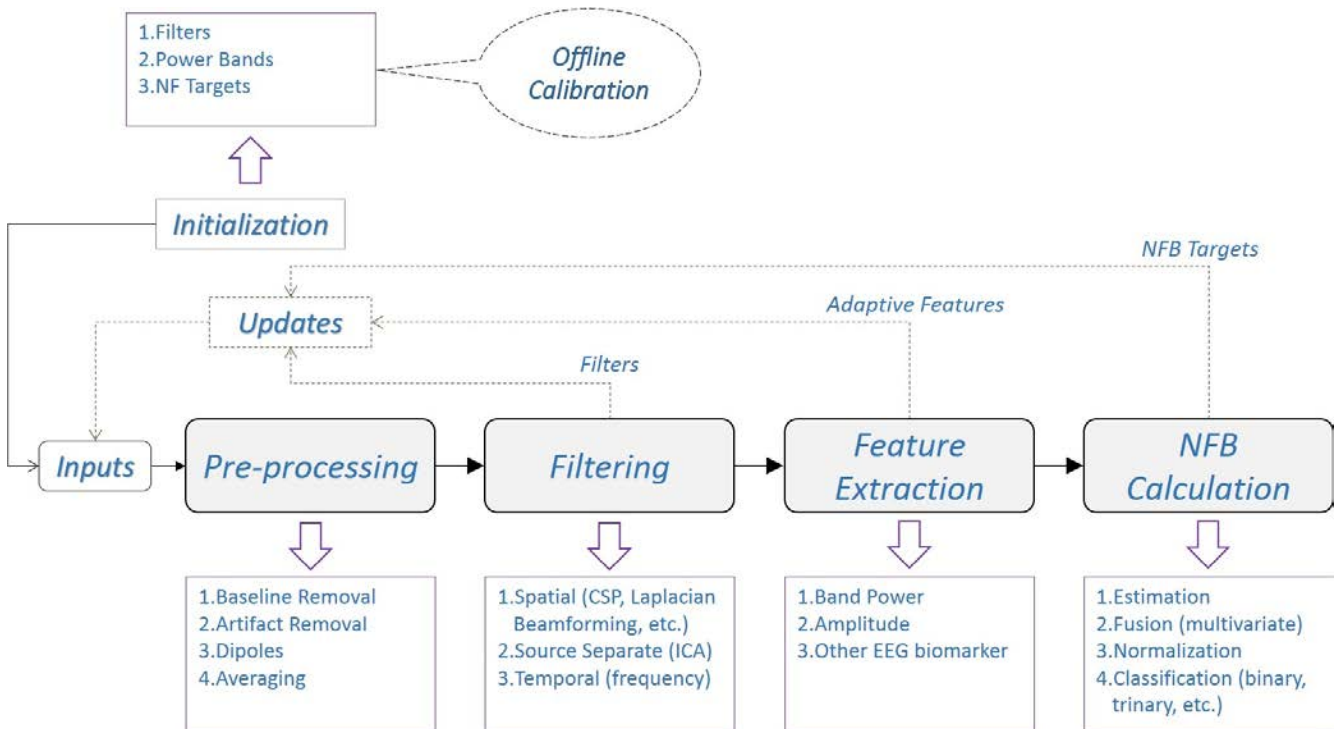 1.Filters
2.Power Bands
3.NF Targets
Offline
Calibration
Initialization
NFB Targets
Updates
Adaptive Features
Filters
Inputs
Pre-processing
Filtering
Feature
Extraction
NFB
Calculation
1.Baseline Removal
2.Artifact Removal
3.Dipoles
4.Averaging
1.Spatial (CSP, Laplacian
Beamforming, etc.)
2.Source Separate (ICA)
3.Temporal (frequency)
1.Band Power
2.Amplitude
3.Other EEG biomarker
1.Estimation
2.Fusion (multivariate)
3.Normalization
4.Classification (binary,
trinary, etc.)